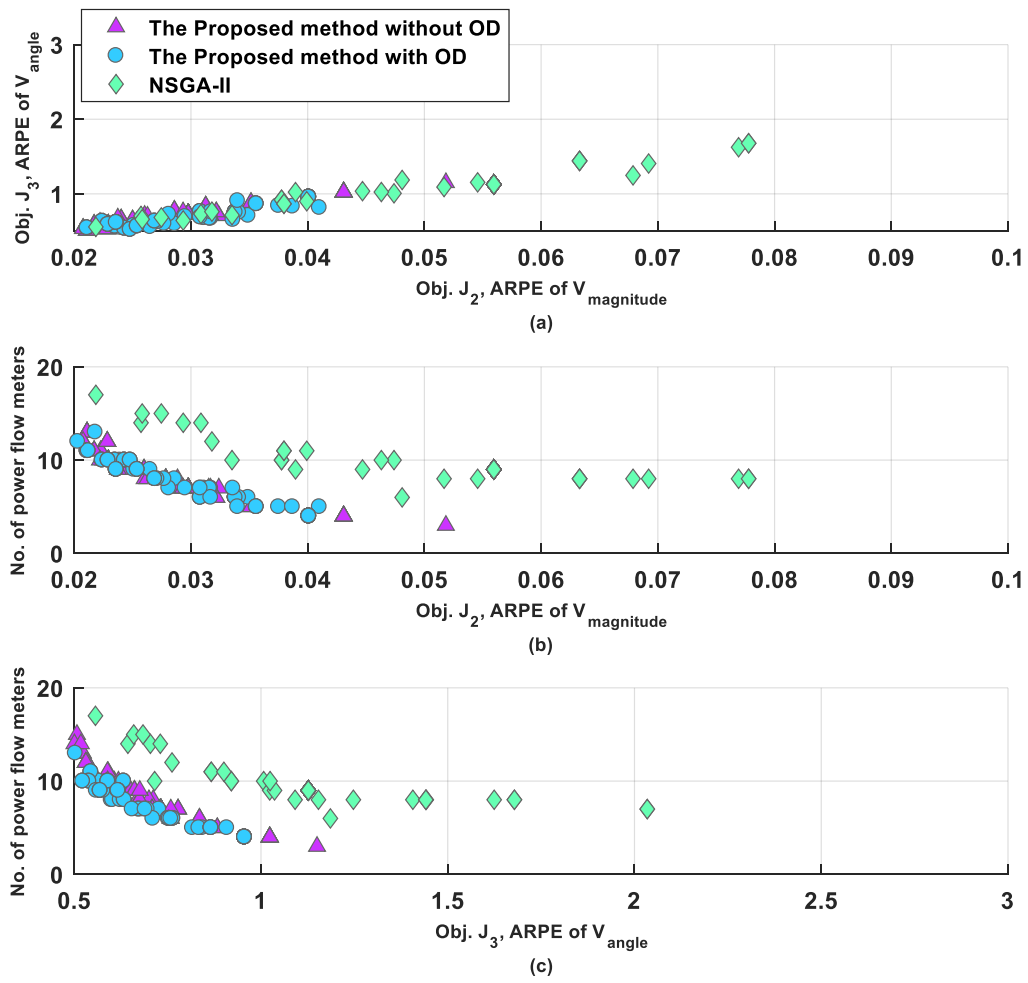 The Proposed method without OD
The Proposed method with OD
NSGA-II
Obj. J3, ARPE of Vangle
3
2
1
0.02 0.03 0.04 0.05 0.06 0.07 0.08 0.09 0.1
Obj. J2, ARPE of Vmagnitude
(a)
No. of power flow meters
20
10
0
0.02 0.03 0.04 0.05 0.06 0.07 0.08 0.09 0.1
Obj. J2, ARPE of Vmagnitude
(b)
No. of power flow meters
20
10
0
0.5 1 1.5 2 2.5 3
Obj. J3, ARPE of Vangle
(c)